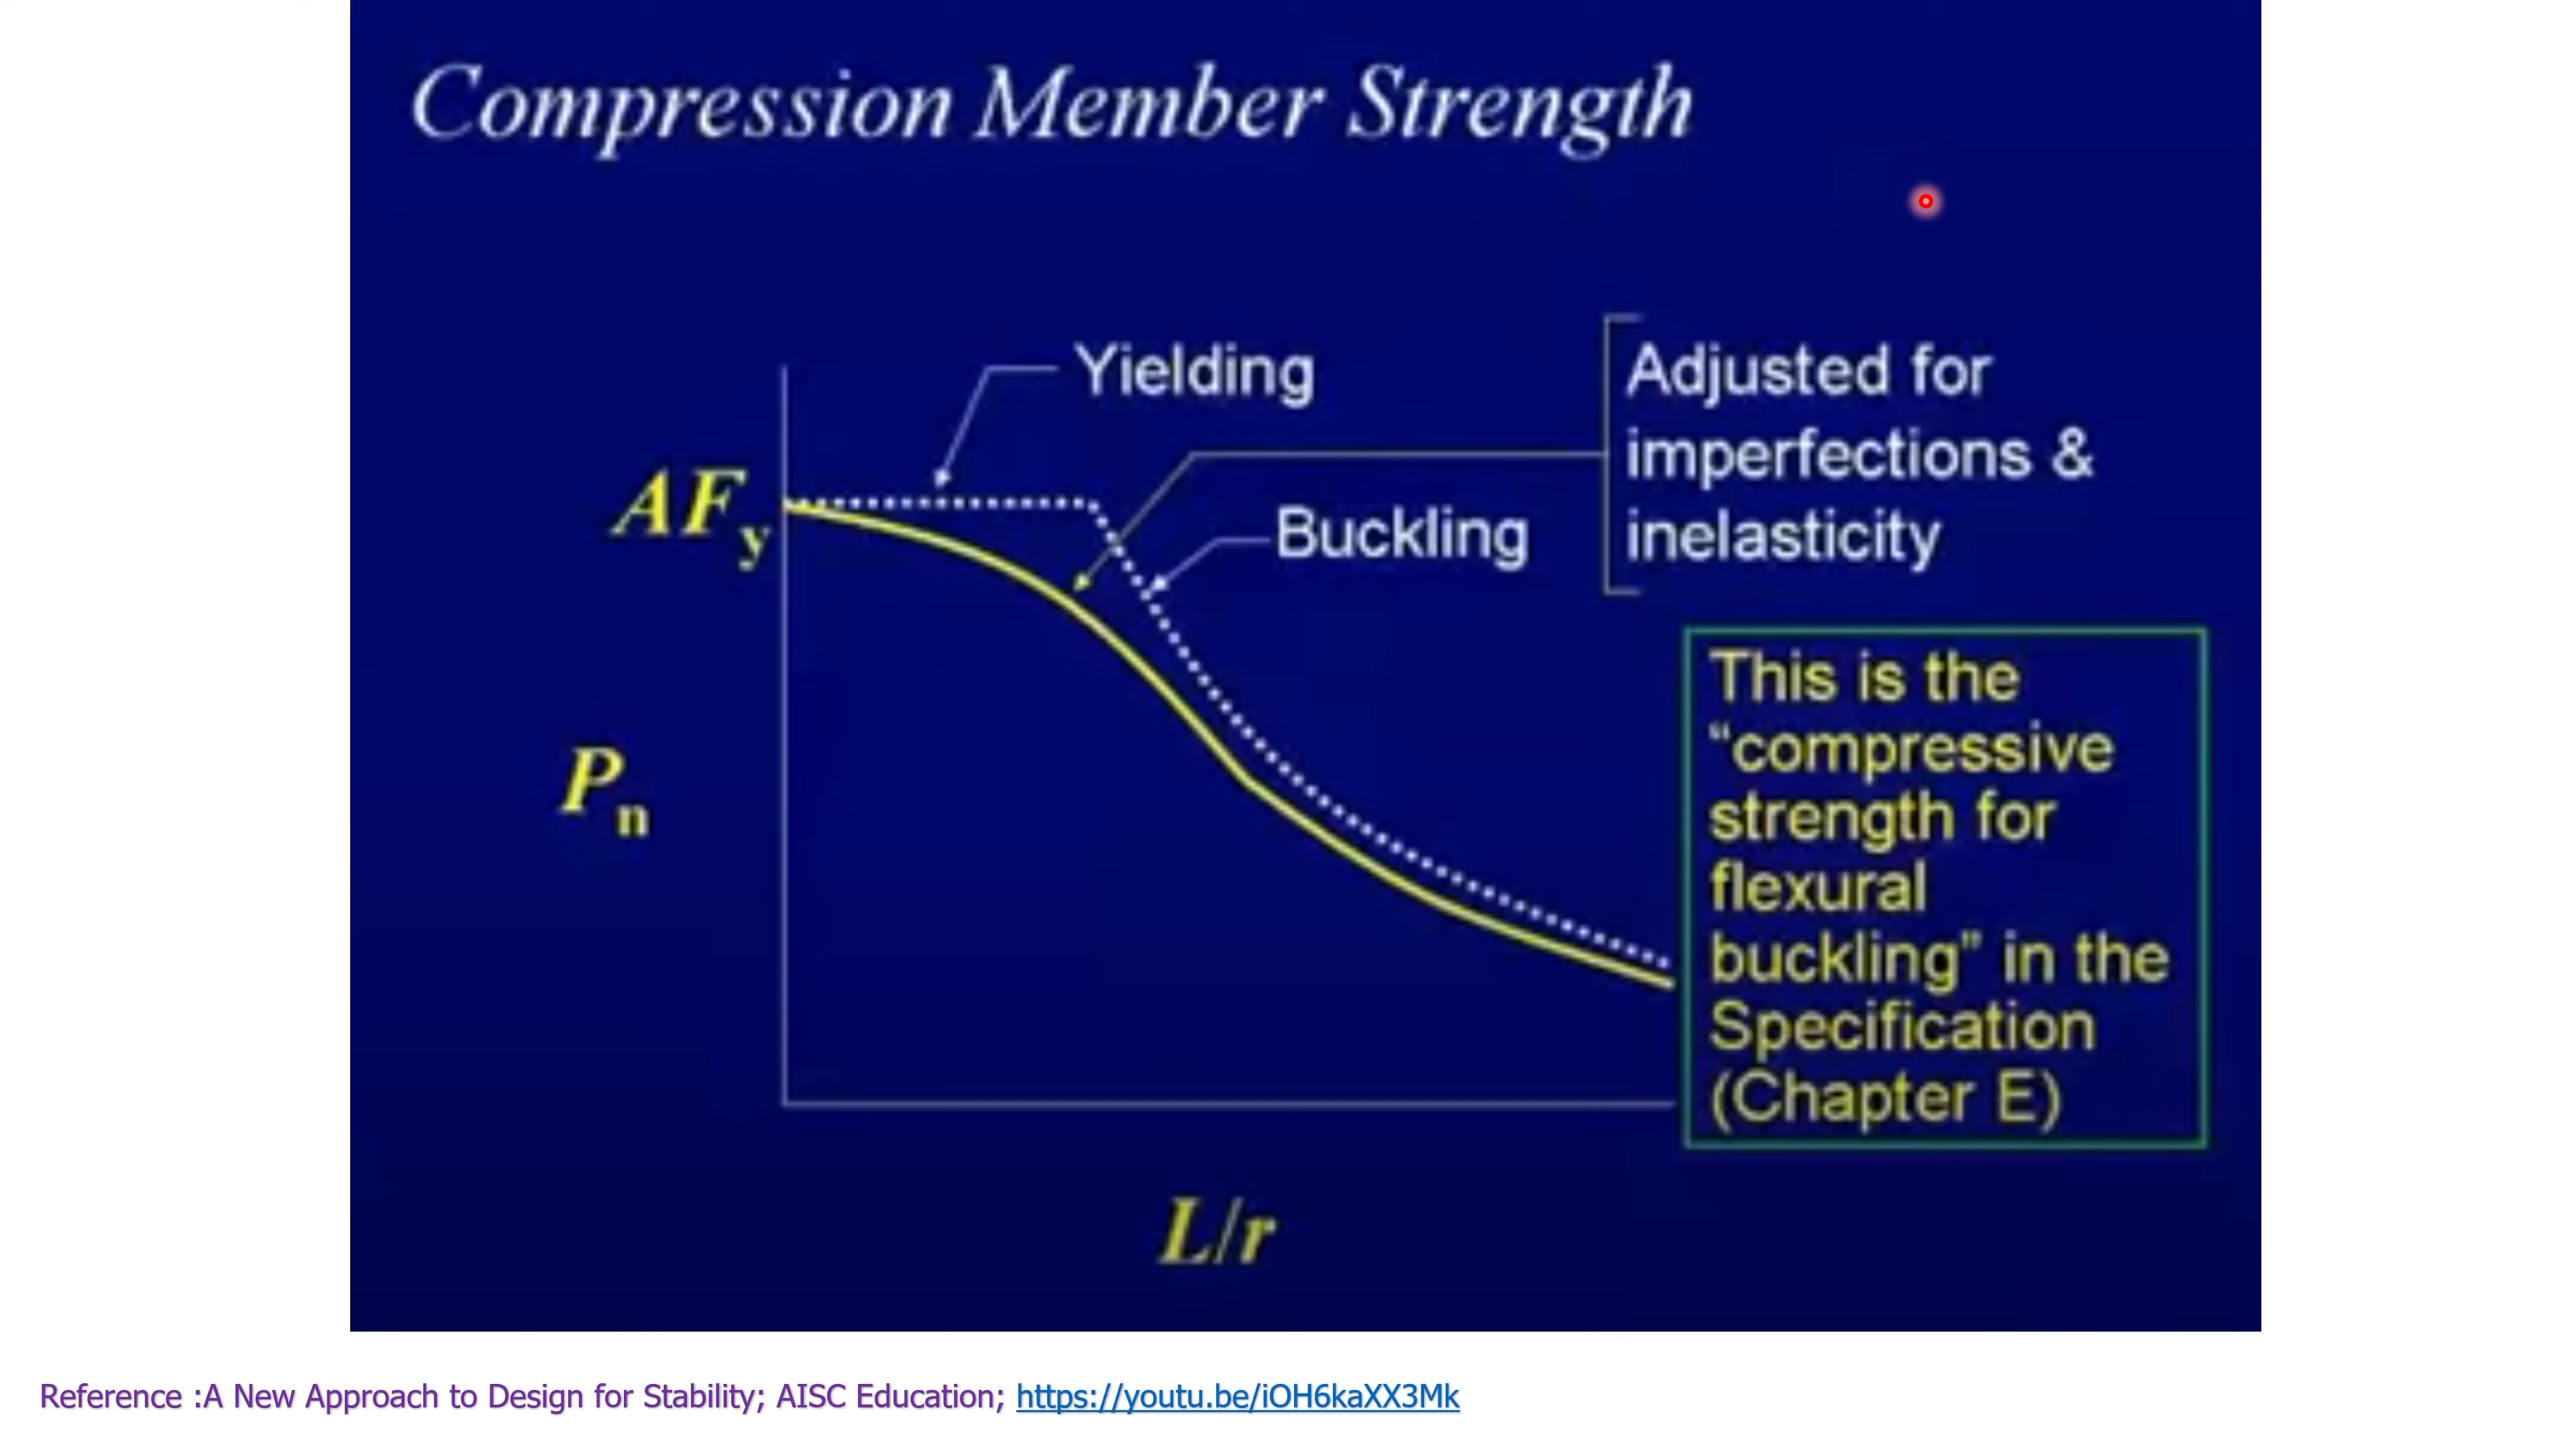 Compression Member Strength
Yielding
Adjusted for
imperfections &
inelasticity
AFy
Buckling
This is the
“compressive
strength for
flexural
buckling” in the
Specification
(Chapter E)
Pn
L/r
Reference :A New Approach to Design for Stability; AISC Education; https://youtu.be/iOH6kaXX3Mk